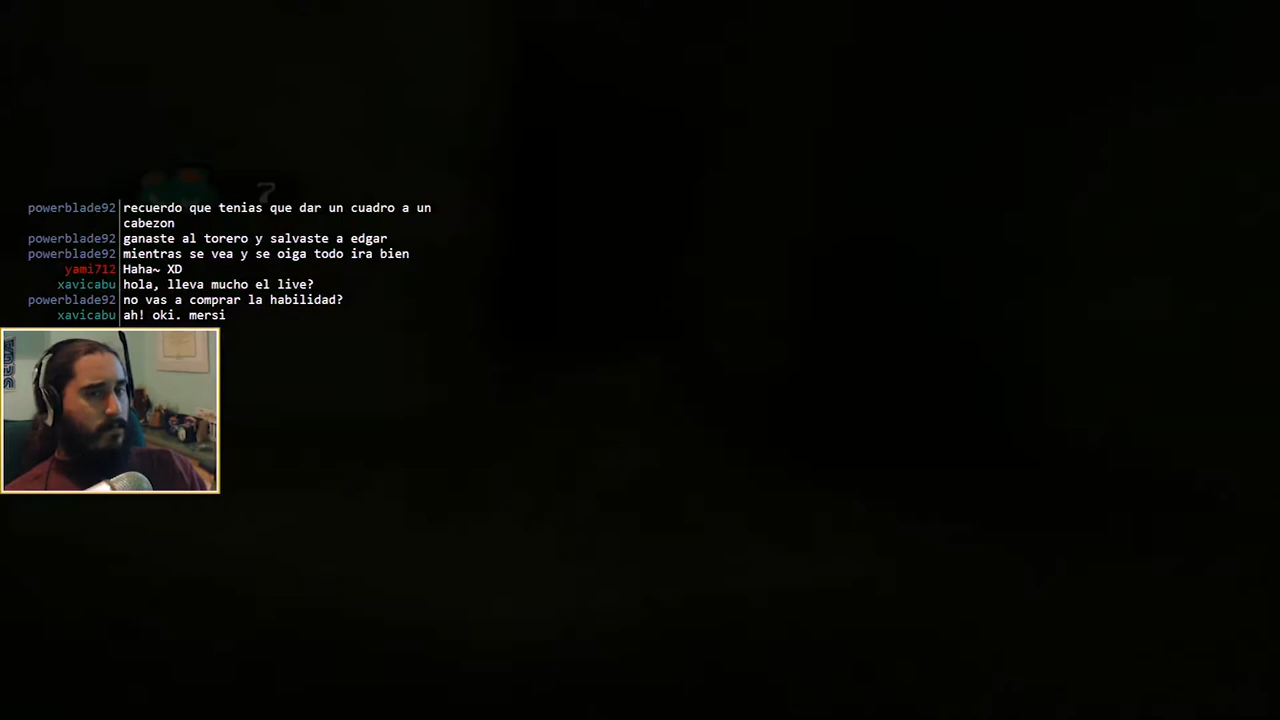 7
powerblade92 recuerdo que tenias que dar un cuadro a un
cabezon
powerblade92 ganaste al torero y salvaste a edgar
powerblade92 mientras se vea y se oiga todo ira bien
yami712 Haha~ XD
xavicabu hola, lleva mucho el live?
powerblade92 no vas a comprar la habilidad?
xavicabu ah! oki. mersi
SEGA